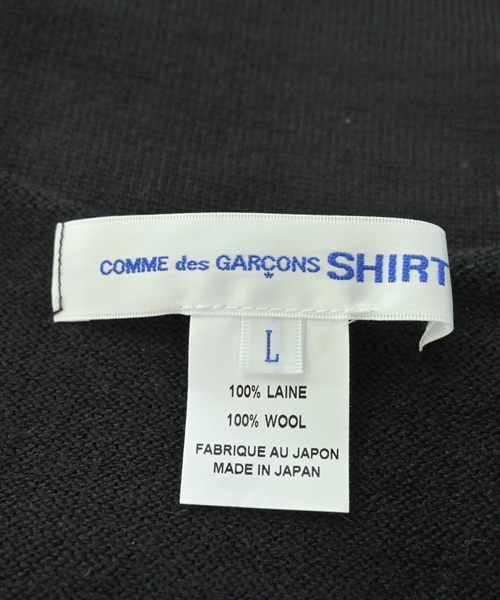 COMME des GARÇONS SHIRT
L
100% LAINE
100% WOOL
FABRIQUE AU JAPON
MADE IN JAPAN